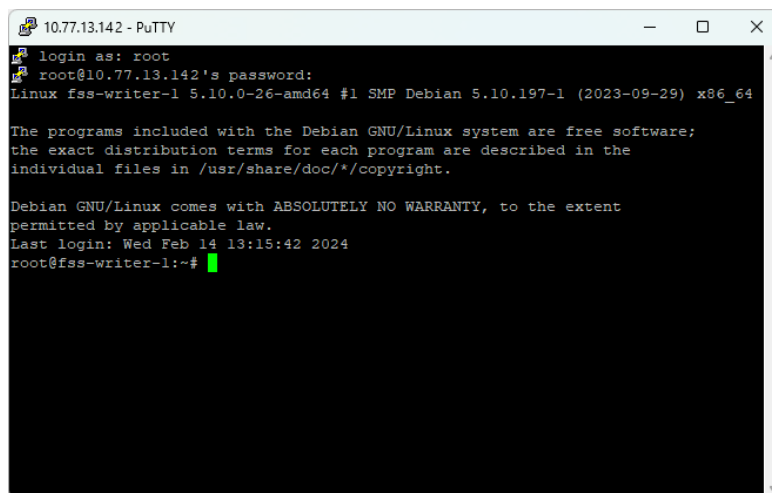 10.77.13.142 - PuTTY
login as: root
root@10.77.13.142's password:
Linux fss-writer-1 5.10.0-26-amd64 #1 SMP Debian 5.10.197-1 (2023-09-29) x86_64
The programs included with the Debian GNU/Linux system are free software;
the exact distribution terms for each program are described in the
individual files in /usr/share/doc/*/copyright.
Debian GNU/Linux comes with ABSOLUTELY NO WARRANTY, to the extent
permitted by applicable law.
Last login: Wed Feb 14 13:15:42 2024
root@fss-writer-1:~#